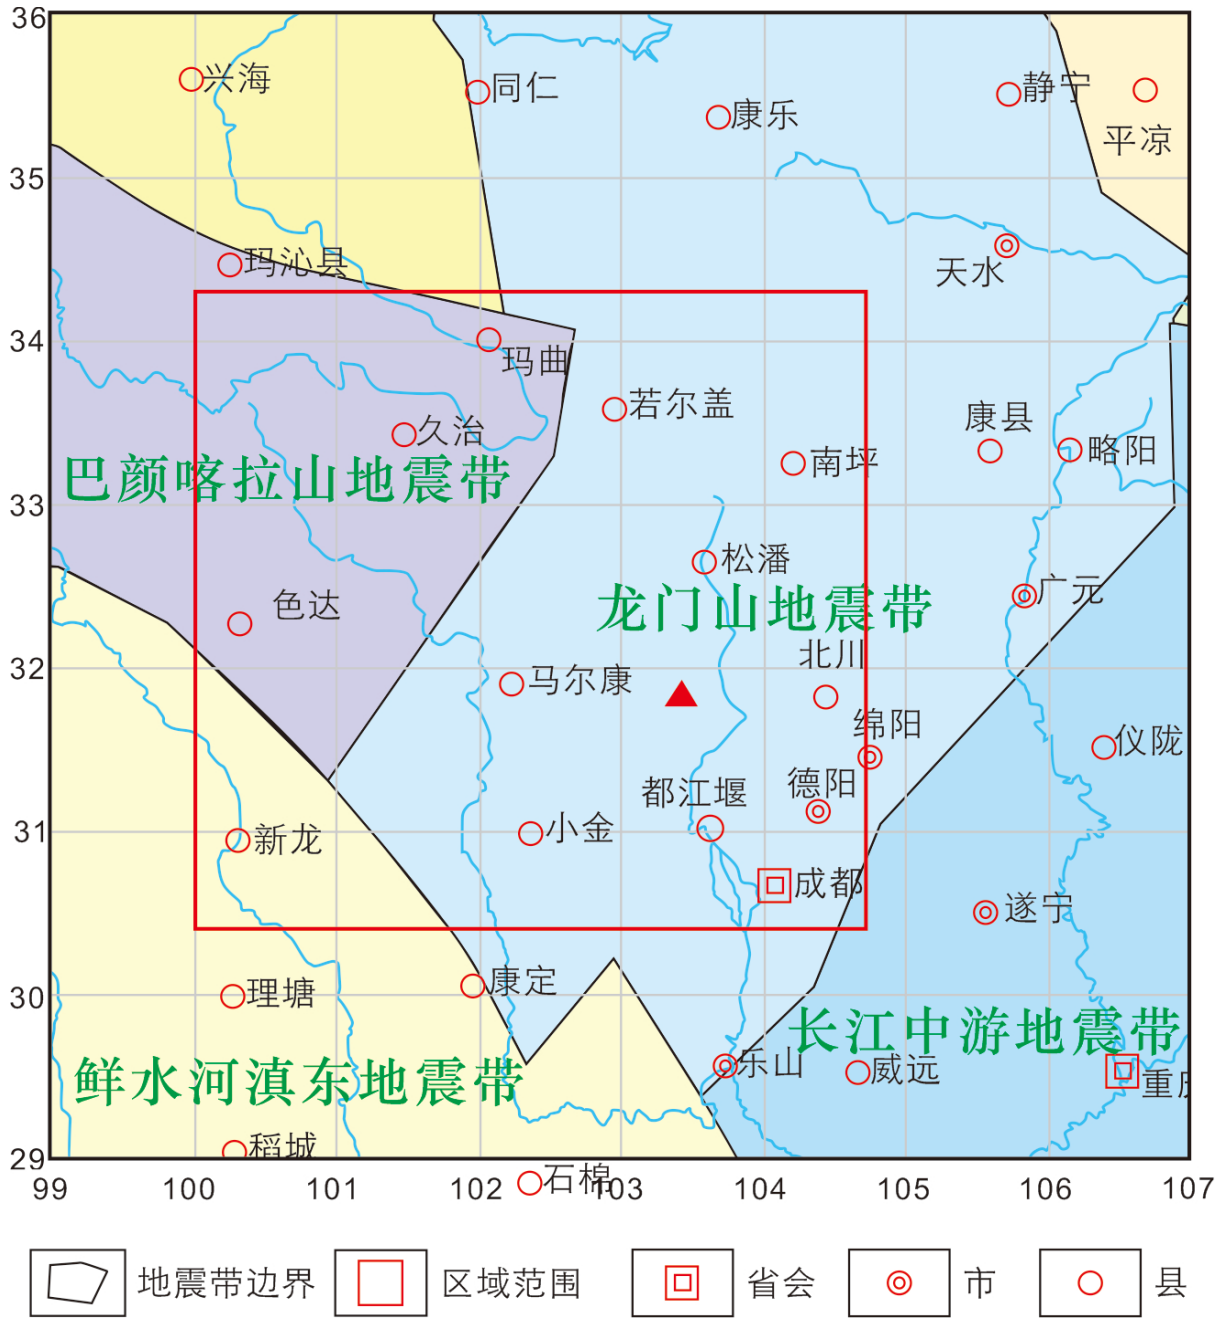 36
兴海
同仁
康乐
静宁
平凉
35
玛沁县
天水
34
玛曲
若尔盖
康县
久治
南坪
略阳
巴颜喀拉山地震带
33
松潘
龙门山地震带
广元
色达
北川
32
马尔康
绵阳
仪陇
都江堰
德阳
31
新龙
小金
成都
遂宁
30
理塘
康定
长江中游地震带
鲜水河滇东地震带
乐山
威远
重庆
稻城
29
石棉
99 100 101 102 103 104 105 106 107
地震带边界 区域范围 省会 市 县